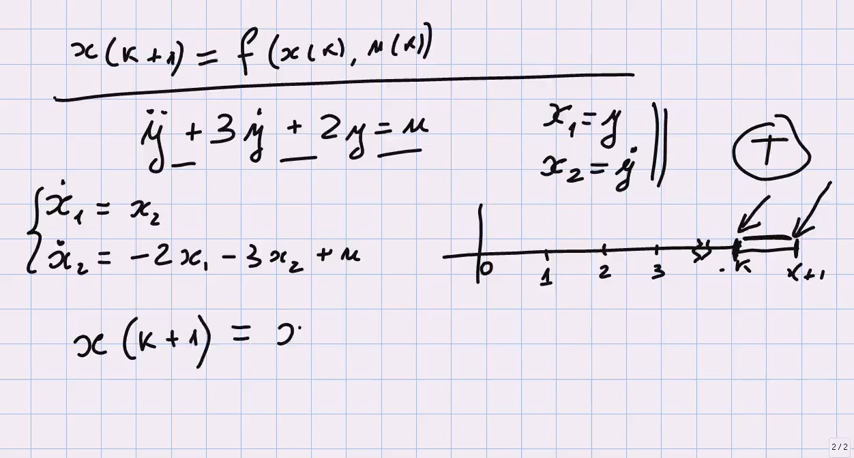 x(k+1) = f(x(k), u(k))
ÿ + 3ẏ + 2y = u
x₁ = y
x₂ = ẏ
T
ẋ₁ = x₂
ẋ₂ = -2x₁ - 3x₂ + u
0 1 2 3 k k+1
x(k+1) = x
2/2